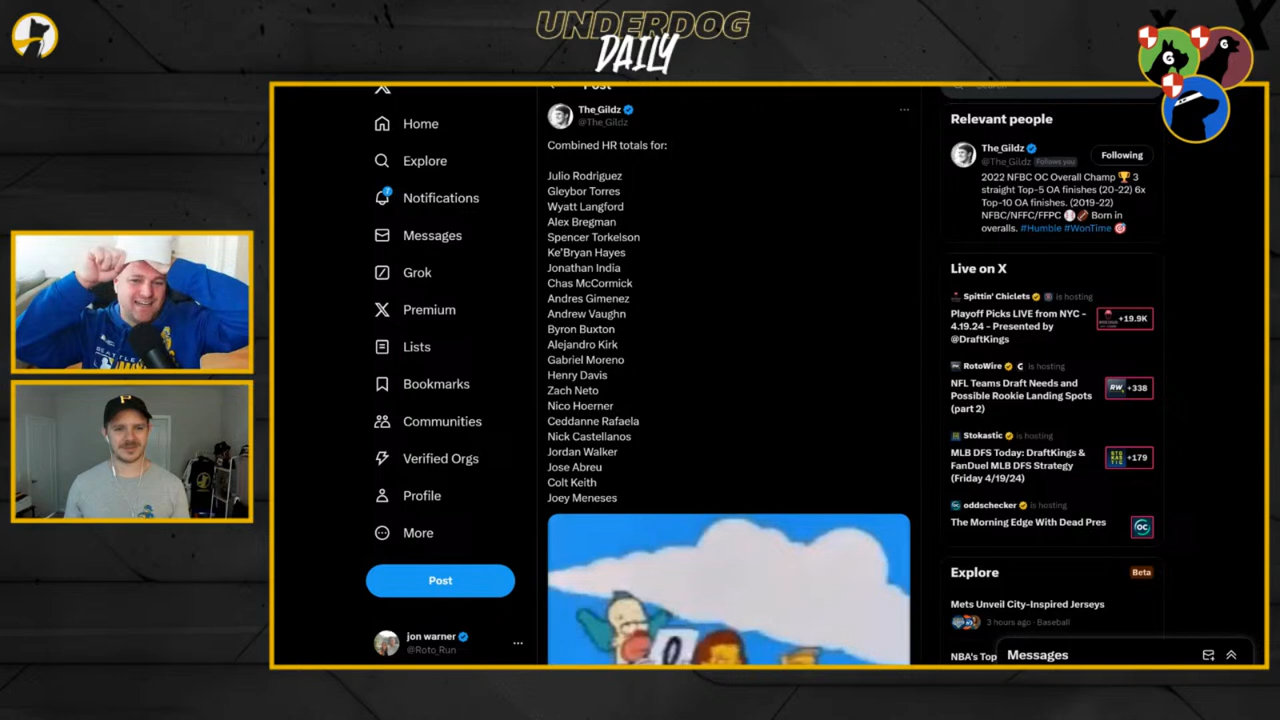 UNDERDOG
DAILY
Post
Search
Home
Explore
Notifications
7
Messages
Grok
Premium
Lists
Bookmarks
Communities
Verified Orgs
Profile
More
Post
jon warner
@Roto_Run
The_Gildz
@The_Gildz
Combined HR totals for:
Julio Rodriguez
Gleybor Torres
Wyatt Langford
Alex Bregman
Spencer Torkelson
Ke'Bryan Hayes
Jonathan India
Chas McCormick
Andres Gimenez
Andrew Vaughn
Byron Buxton
Alejandro Kirk
Gabriel Moreno
Henry Davis
Zach Neto
Nico Hoerner
Ceddanne Rafaela
Nick Castellanos
Jordan Walker
Jose Abreu
Colt Keith
Joey Meneses
0
Relevant people
The_Gildz
@The_Gildz Follows you
Following
2022 NFBC OC Overall Champ 🏆 3
straight Top-5 OA finishes (20-22) 6x
Top-10 OA finishes. (2019-22)
NFBC/NFFC/FFPC ⚾ 🏈 Born in
overalls. #Humble #WonTime 🎯
Live on X
Spittin' Chiclets is hosting
Playoff Picks LIVE from NYC -
4.19.24 - Presented by
@DraftKings
+19.9K
RotoWire is hosting
NFL Teams Draft Needs and
Possible Rookie Landing Spots
(part 2)
RW +338
Stokastic is hosting
MLB DFS Today: DraftKings &
FanDuel MLB DFS Strategy
(Friday 4/19/24)
+179
oddschecker is hosting
The Morning Edge With Dead Pres
OC
Explore
Beta
Mets Unveil City-Inspired Jerseys
3 hours ago · Baseball
NBA's Top
Messages
G
G
P